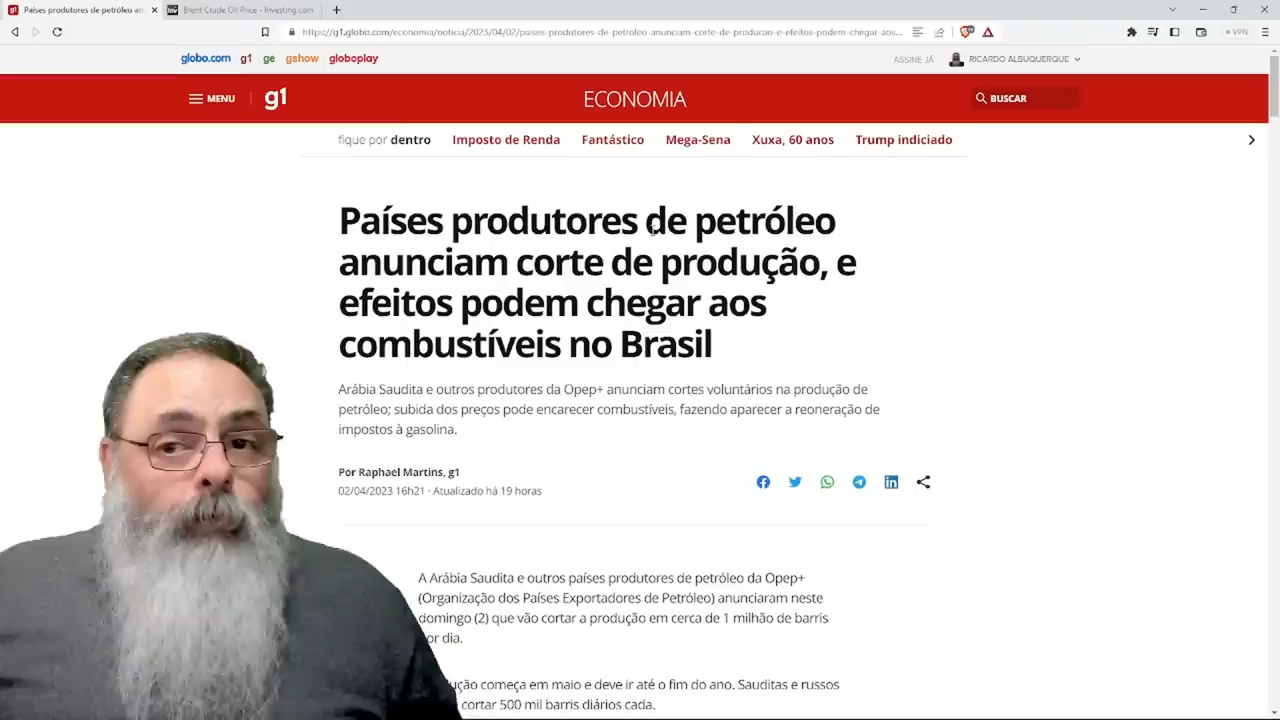 Países produtores de petróleo an
Brent Crude Oil Price - Investing.com
https://g1.globo.com/economia/noticia/2023/04/02/paises-produtores-de-petroleo-anunciam-corte-de-producao-e-efeitos-podem-chegar-aos...
VPN
globo.com g1 ge gshow globoplay
ASSINE JÁ RICARDO ALBUQUERQUE
MENU g1 ECONOMIA BUSCAR
fique por dentro Imposto de Renda Fantástico Mega-Sena Xuxa, 60 anos Trump indiciado
Países produtores de petróleo
anunciam corte de produção, e
efeitos podem chegar aos
combustíveis no Brasil
Arábia Saudita e outros produtores da Opep+ anunciam cortes voluntários na produção de
petróleo; subida dos preços pode encarecer combustíveis, fazendo aparecer a reoneração de
impostos à gasolina.
Por Raphael Martins, g1
02/04/2023 16h21 · Atualizado há 19 horas
A Arábia Saudita e outros países produtores de petróleo da Opep+
(Organização dos Países Exportadores de Petróleo) anunciaram neste
domingo (2) que vão cortar a produção em cerca de 1 milhão de barris
dia.
começa em maio e deve ir até o fim do ano. Sauditas e russos
cortar 500 mil barris diários cada.